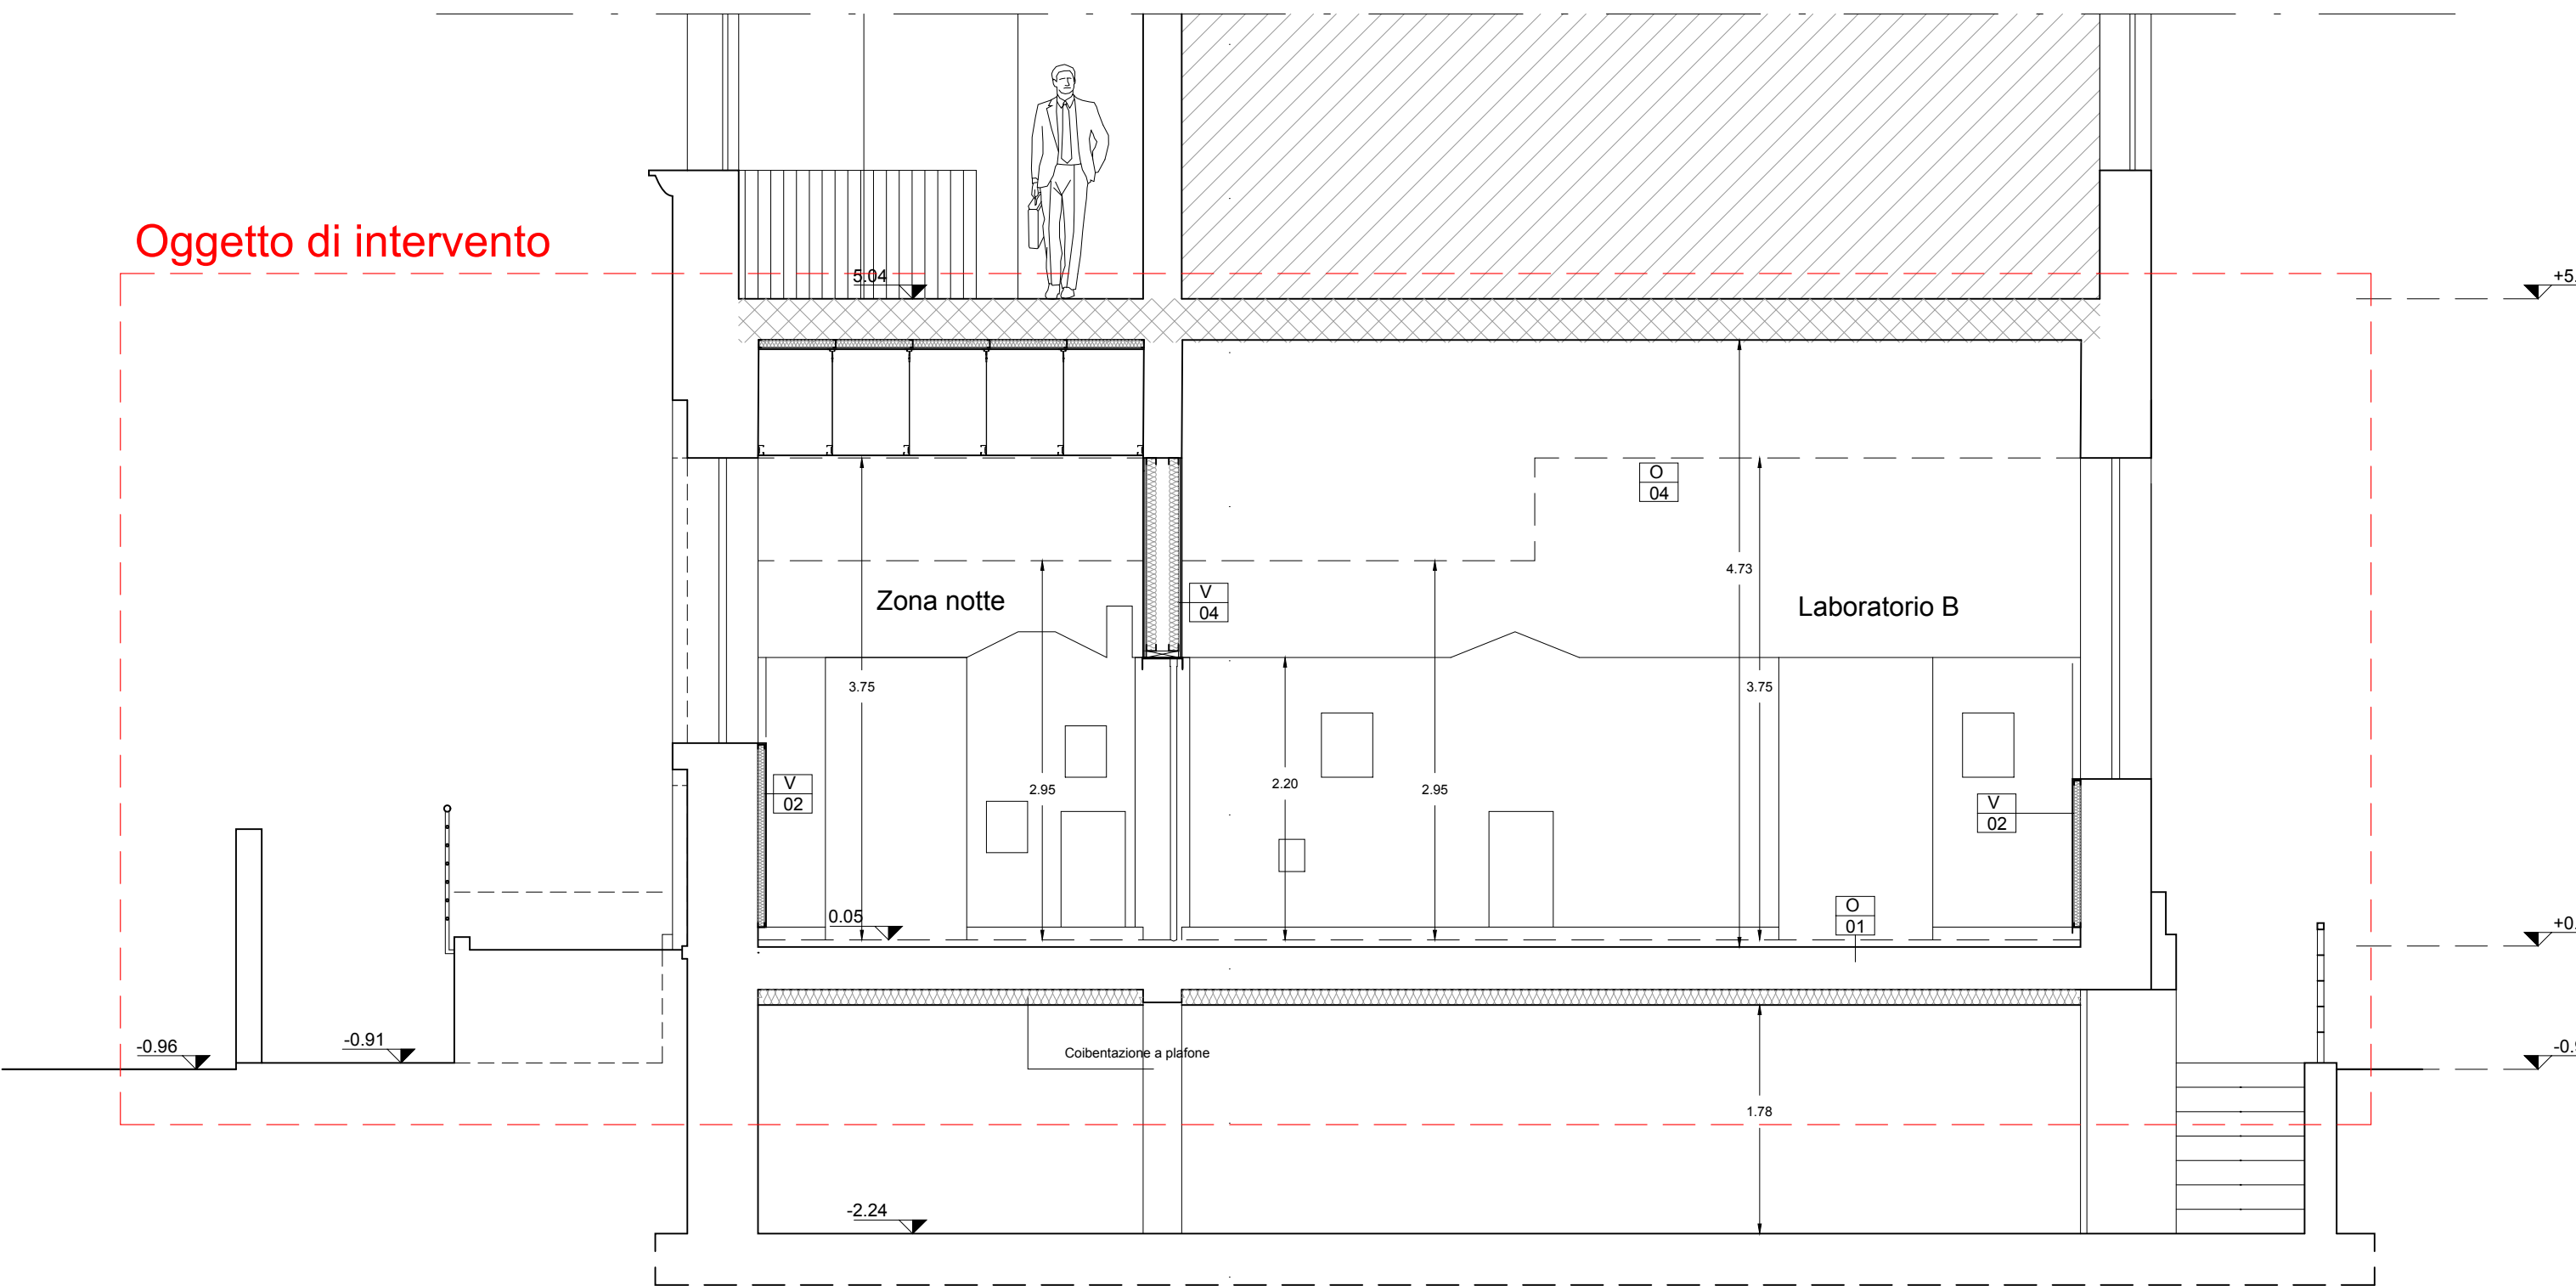 Oggetto di intervento
5.04
+5.
O
04
4.73
Zona notte
V
04
Laboratorio B
3.75
3.75
2.95
2.20
2.95
V
02
V
02
0.05
O
01
+0.
-0.96
-0.91
-0.9
Coibentazione a plafone
1.78
-2.24